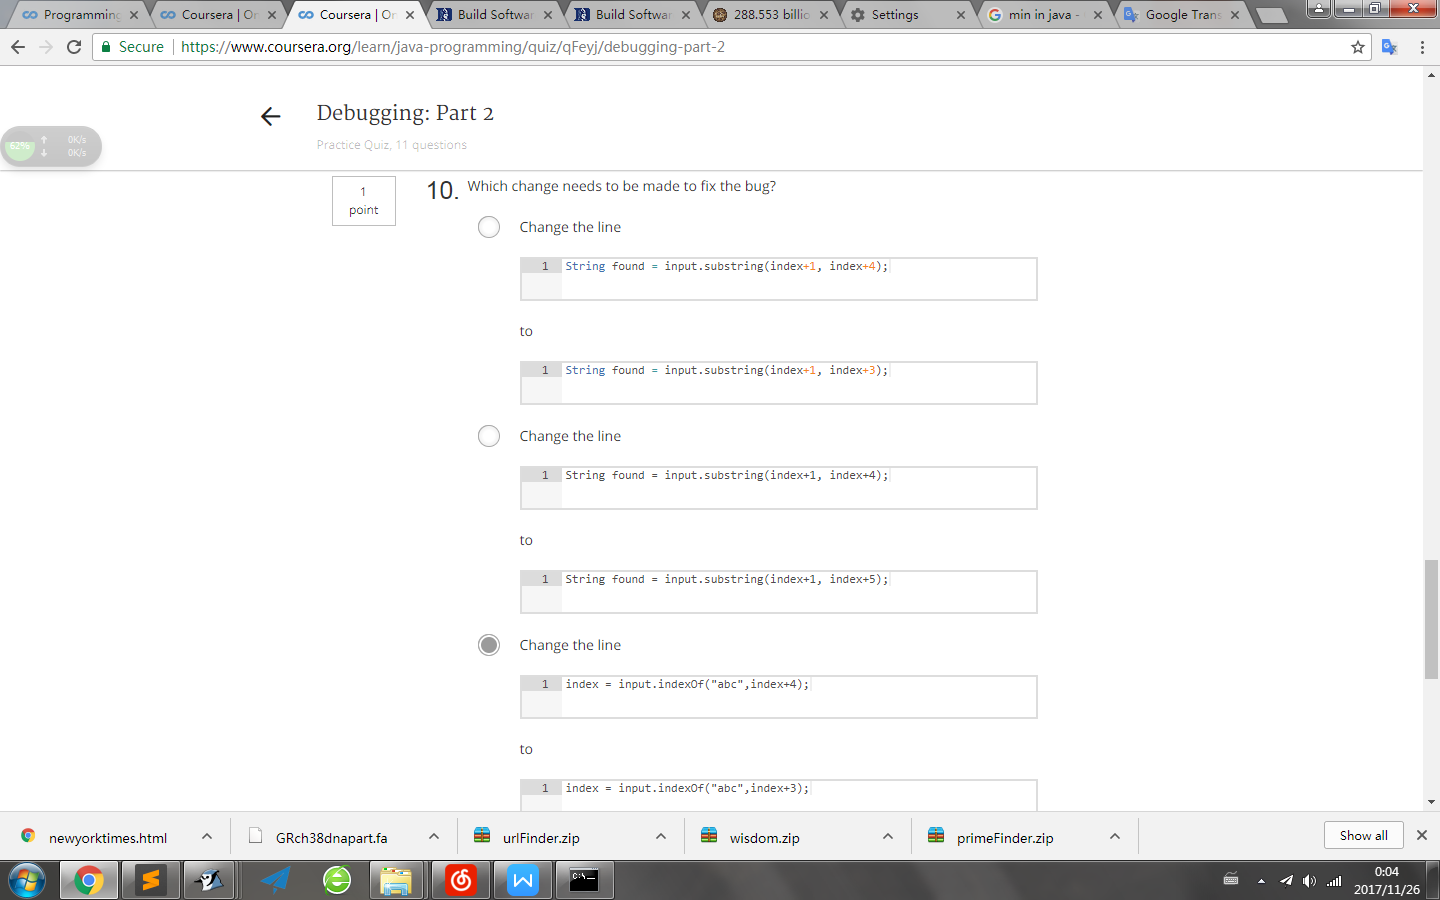 Programming
Coursera | On
Coursera | On
Build Softwar
Build Softwar
288.553 billio
Settings
min in java -
Google Trans
Secure
https://www.coursera.org/learn/java-programming/quiz/qFeyj/debugging-part-2
Debugging: Part 2
Practice Quiz, 11 questions
62%
0K/s
0K/s
1
point
10.
Which change needs to be made to fix the bug?
Change the line
1 String found = input.substring(index+1, index+4);
to
1 String found = input.substring(index+1, index+3);
Change the line
1 String found = input.substring(index+1, index+4);
to
1 String found = input.substring(index+1, index+5);
Change the line
1 index = input.indexOf("abc",index+4);
to
1 index = input.indexOf("abc",index+3);
newyorktimes.html
GRch38dnapart.fa
urlFinder.zip
wisdom.zip
primeFinder.zip
Show all
0:04
2017/11/26